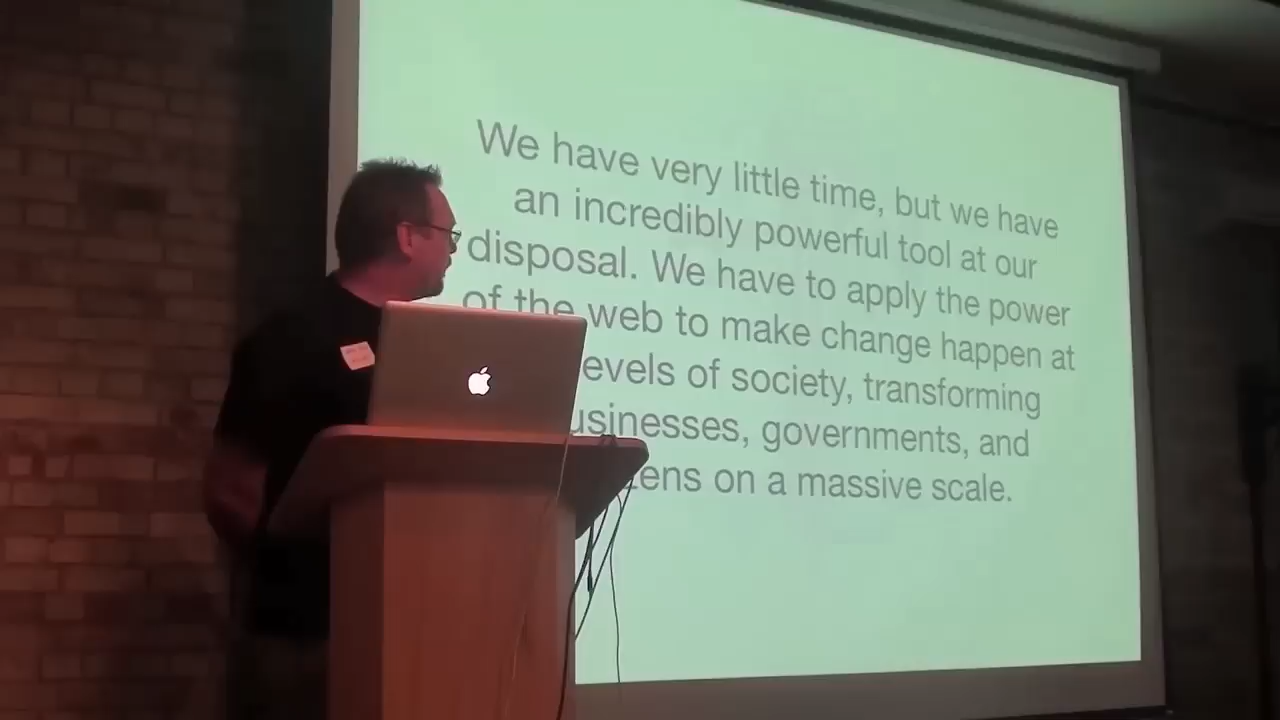 We have very little time, but we have
an incredibly powerful tool at our
disposal. We have to apply the power
of the web to make change happen at
evels of society, transforming
usinesses, governments, and
zens on a massive scale.